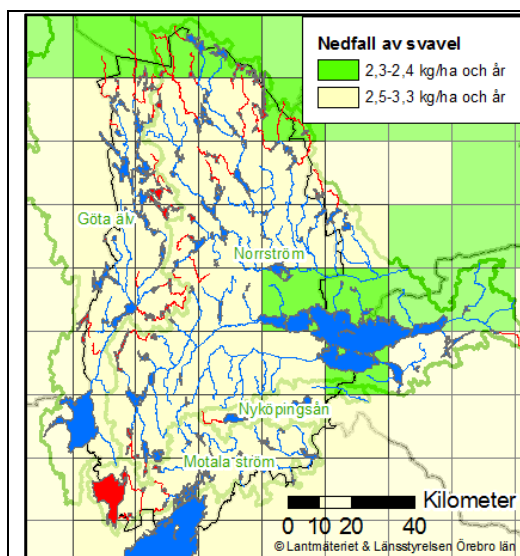 Nedfall av svavel
2,3-2,4 kg/ha och år
2,5-3,3 kg/ha och år
Göta älv
Norrström
Nyköpingsån
Motala ström
Kilometer
0 10 20 40
© Lantmäteriet & Länsstyrelsen Örebro län